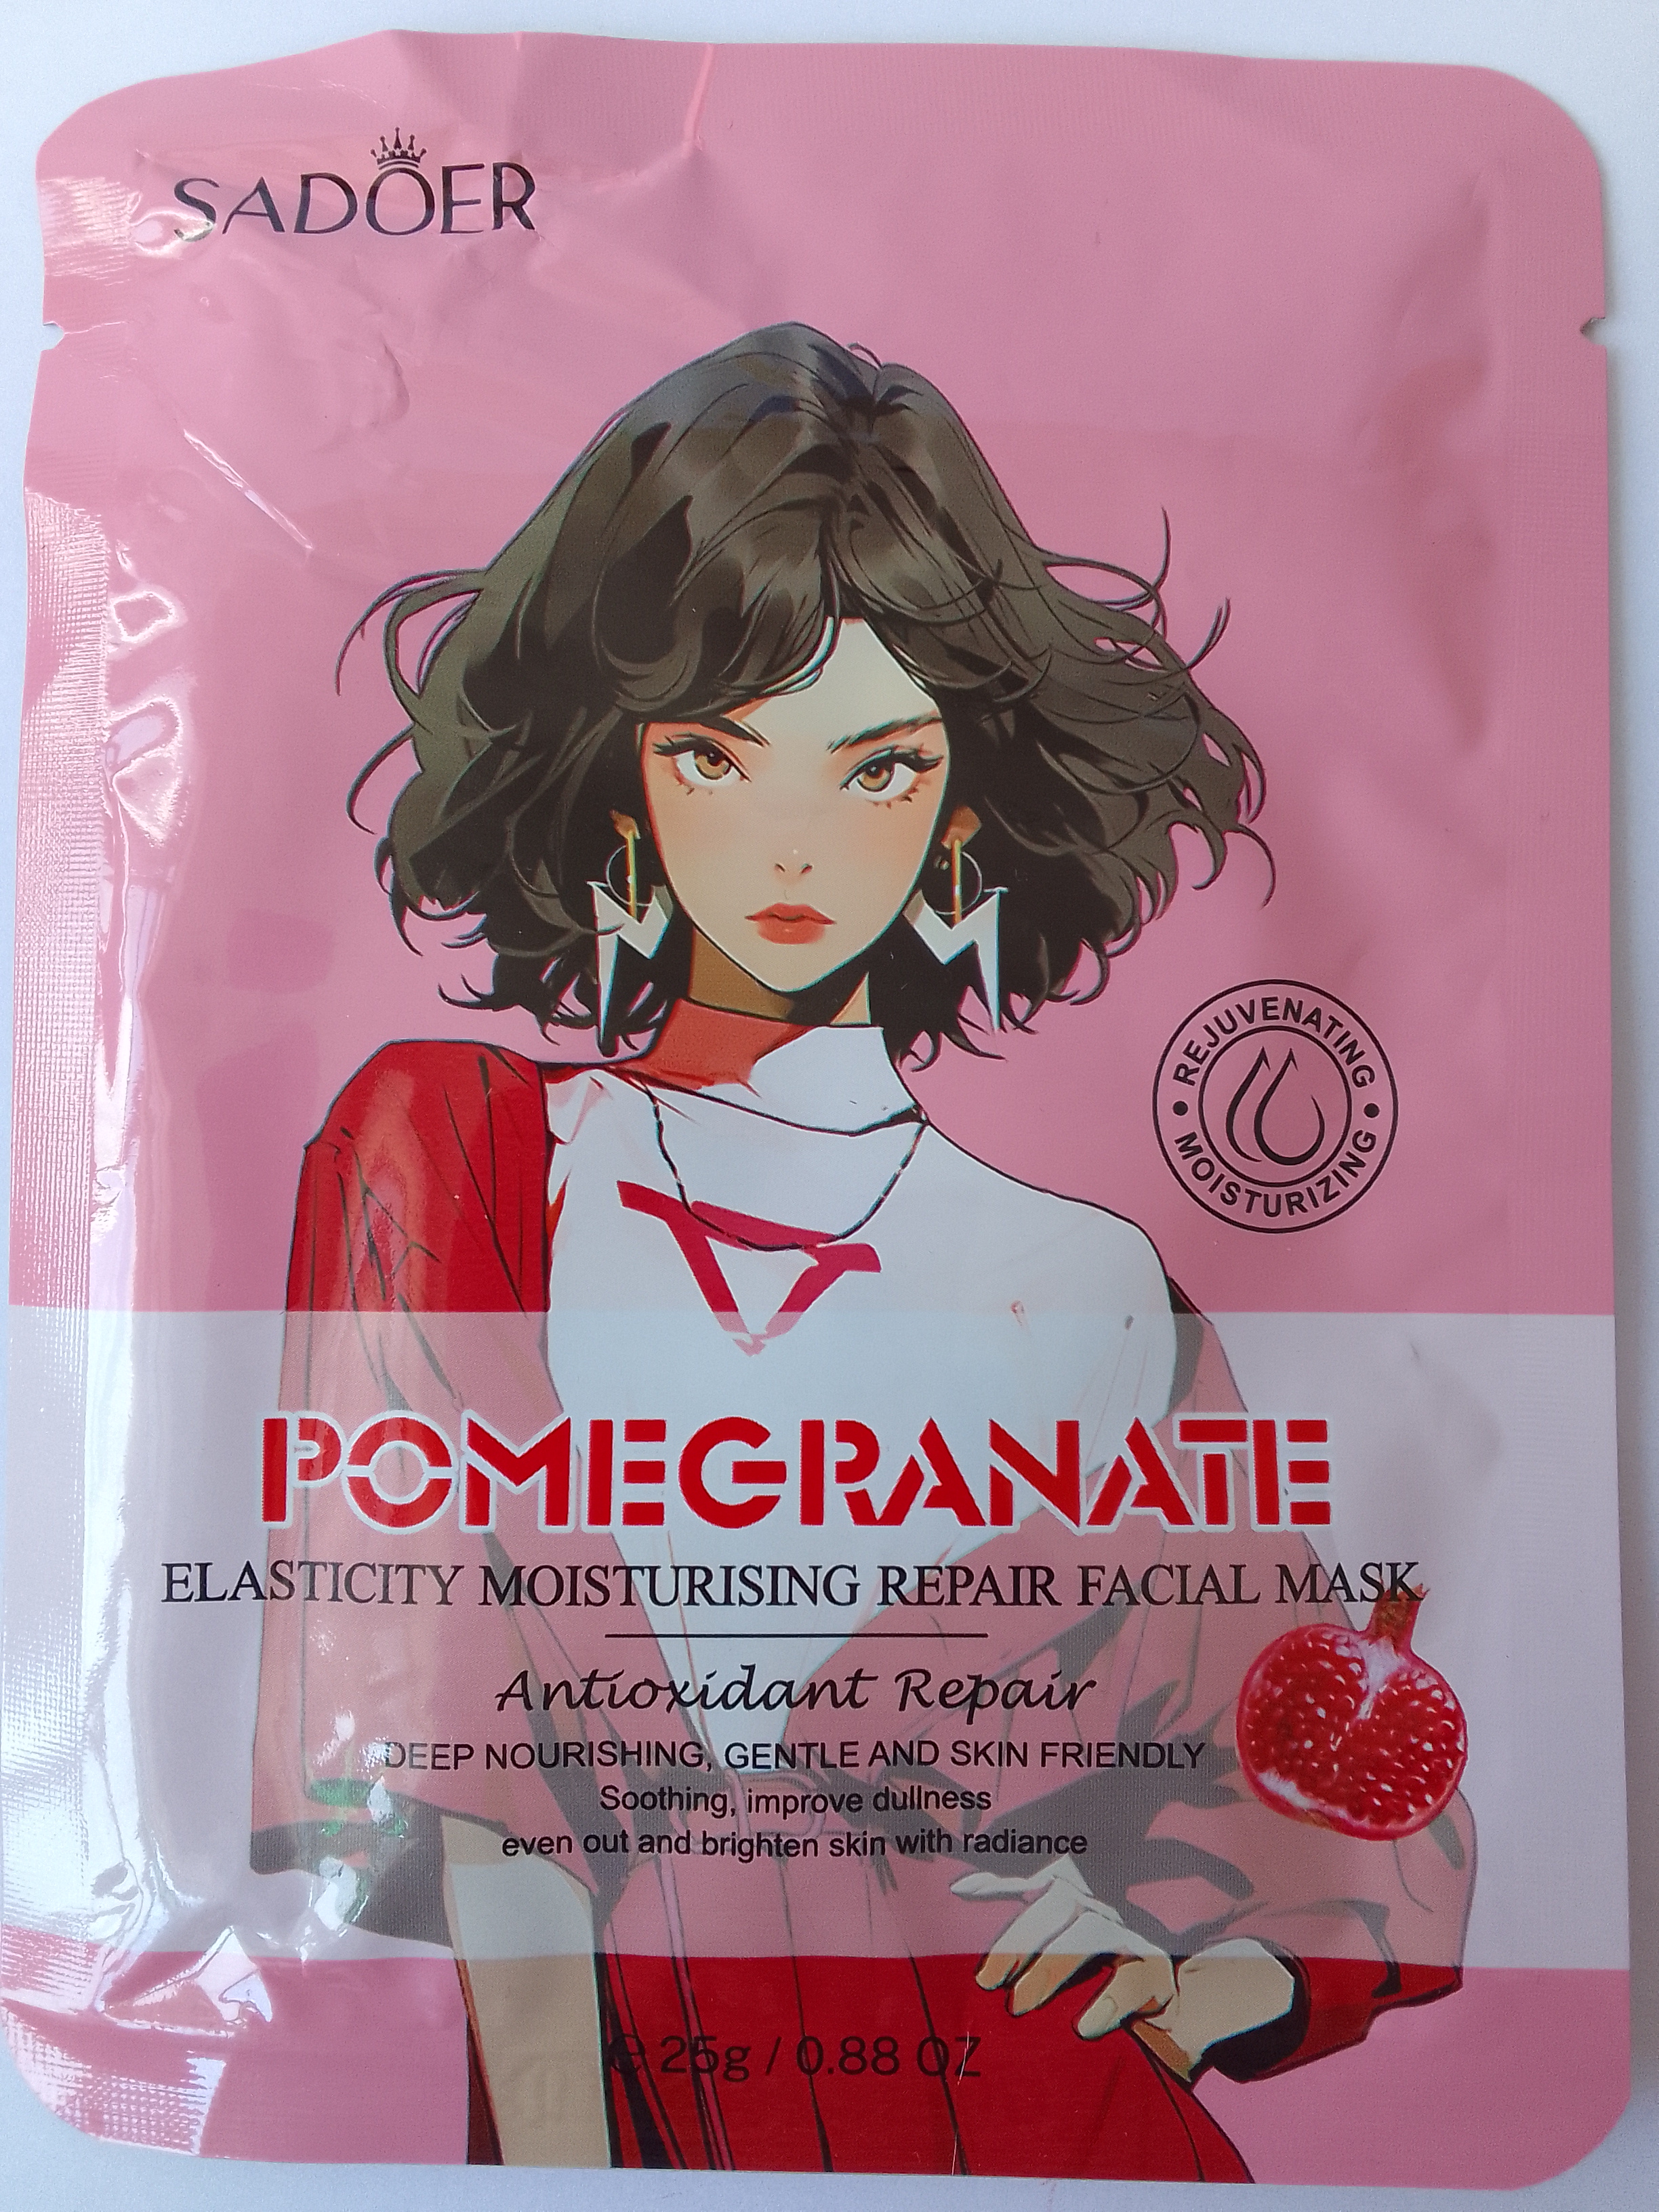 SADOER
REJUVENATING
MOISTURIZING
POMEGRANATE
ELASTICITY MOISTURISING REPAIR FACIAL MASK
Antioxidant Repair
DEEP NOURISHING, GENTLE AND SKIN FRIENDLY
Soothing, improve dullness
even out and brighten skin with radiance
℮ 25g / 0.88 OZ